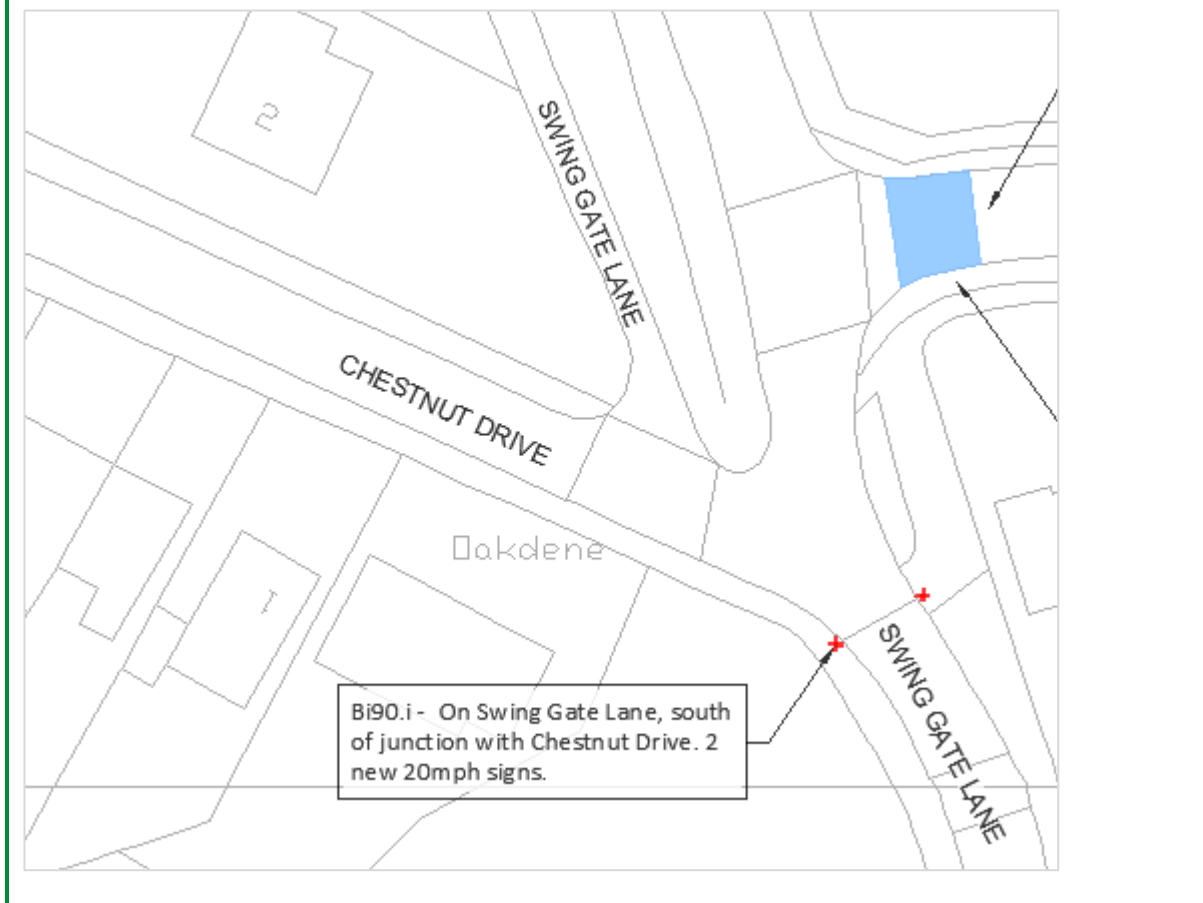 2
SWING GATE LANE
CHESTNUT DRIVE
Oakdene
1
SWING GATE LANE
Bi90.i - On Swing Gate Lane, south
of junction with Chestnut Drive. 2
new 20mph signs.